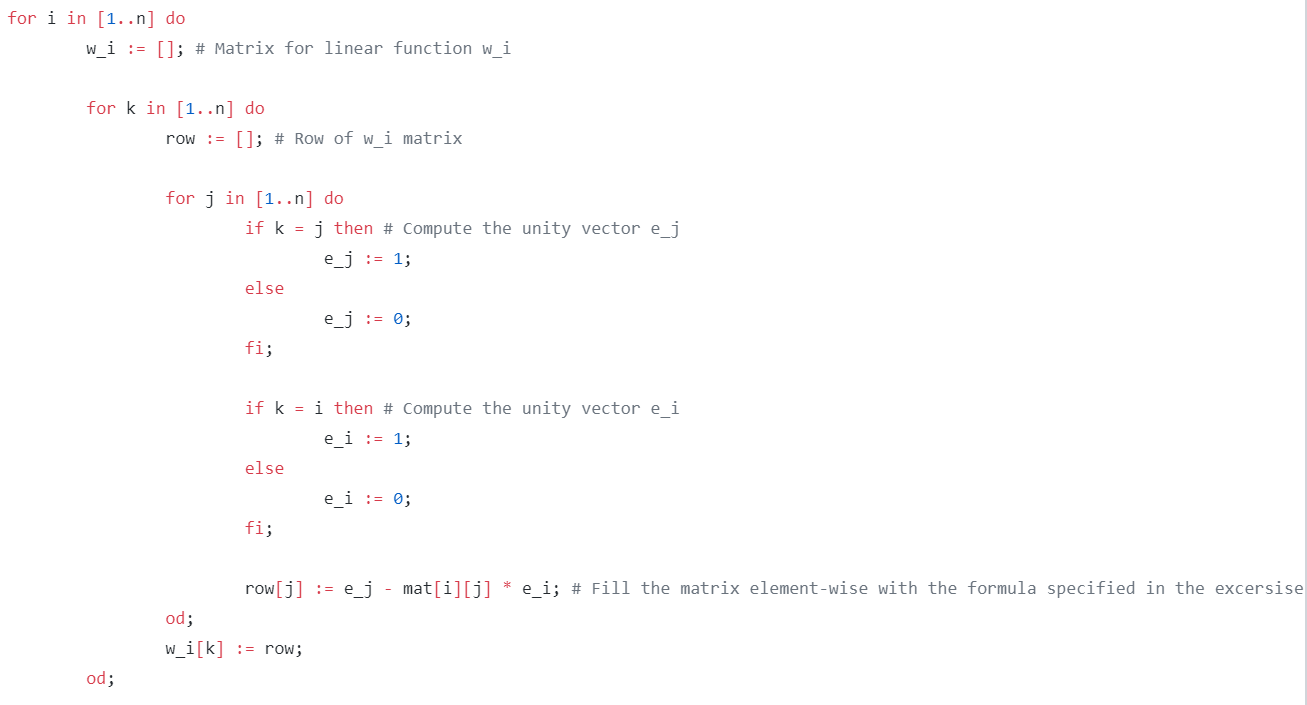 for i in [1..n] do
w_i := []; # Matrix for linear function w_i
for k in [1..n] do
row := []; # Row of w_i matrix
for j in [1..n] do
if k = j then # Compute the unity vector e_j
e_j := 1;
else
e_j := 0;
fi;
if k = i then # Compute the unity vector e_i
e_i := 1;
else
e_i := 0;
fi;
row[j] := e_j - mat[i][j] * e_i; # Fill the matrix element-wise with the formula specified in the excersise
od;
w_i[k] := row;
od;